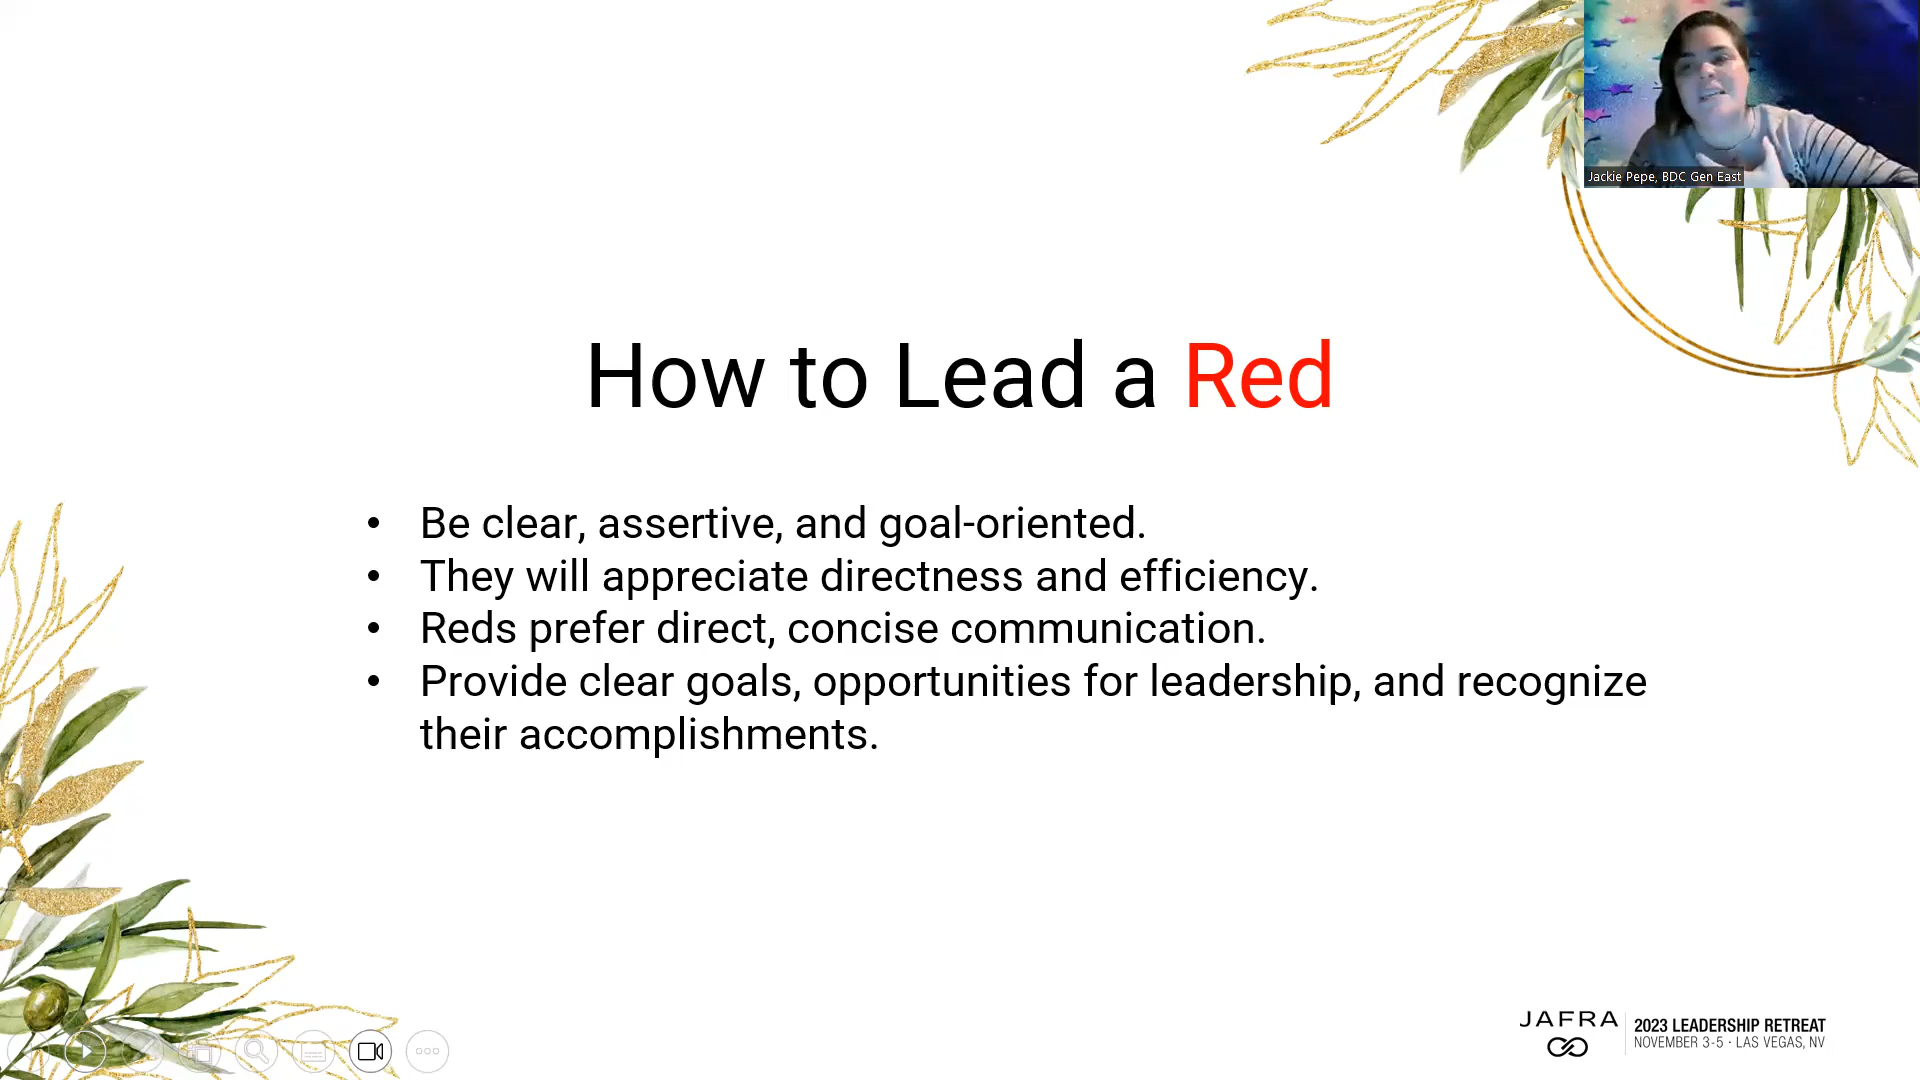 Jackie Pepe, BDC Gen East
How to Lead a Red
• Be clear, assertive, and goal-oriented.
• They will appreciate directness and efficiency.
• Reds prefer direct, concise communication.
• Provide clear goals, opportunities for leadership, and recognize
their accomplishments.
JAFRA
2023 LEADERSHIP RETREAT
NOVEMBER 3-5 · LAS VEGAS, NV